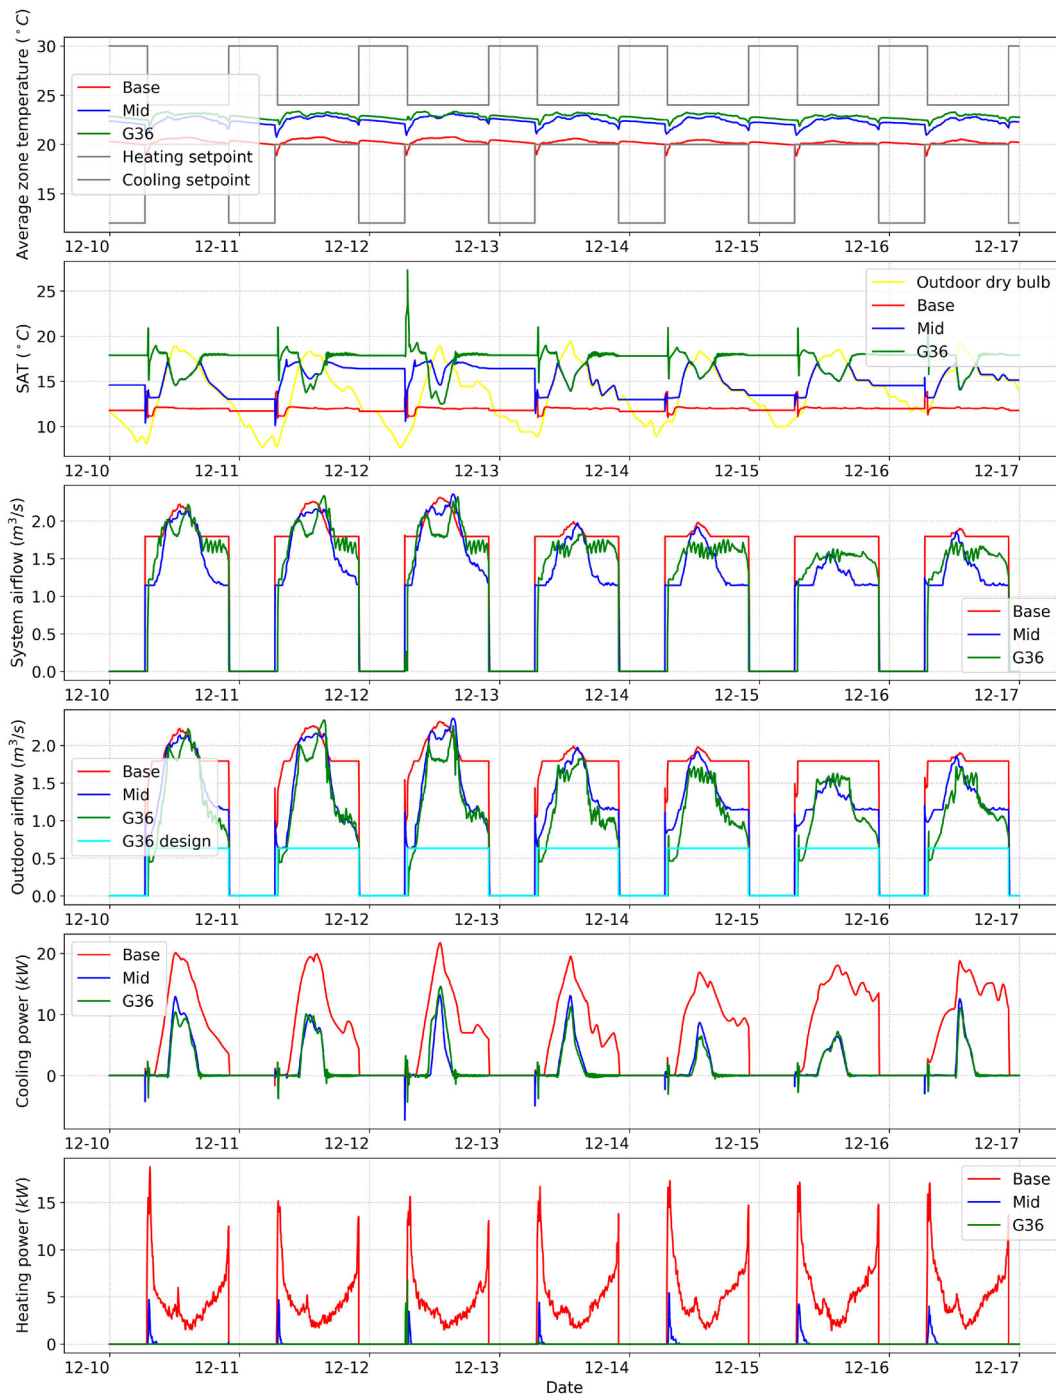 Average zone temperature (°C)
30
25
20
15
Base
Mid
G36
Heating setpoint
Cooling setpoint
12-10 12-11 12-12 12-13 12-14 12-15 12-16 12-17
SAT (°C)
25
20
15
10
Outdoor dry bulb
Base
Mid
G36
12-10 12-11 12-12 12-13 12-14 12-15 12-16 12-17
System airflow (m³/s)
2.0
1.5
1.0
0.5
0.0
Base
Mid
G36
12-10 12-11 12-12 12-13 12-14 12-15 12-16 12-17
Outdoor airflow (m³/s)
2.0
1.5
1.0
0.5
0.0
Base
Mid
G36
G36 design
12-10 12-11 12-12 12-13 12-14 12-15 12-16 12-17
Cooling power (kW)
20
10
0
Base
Mid
G36
12-10 12-11 12-12 12-13 12-14 12-15 12-16 12-17
Heating power (kW)
15
10
5
0
Base
Mid
G36
12-10 12-11 12-12 12-13 12-14 12-15 12-16 12-17
Date